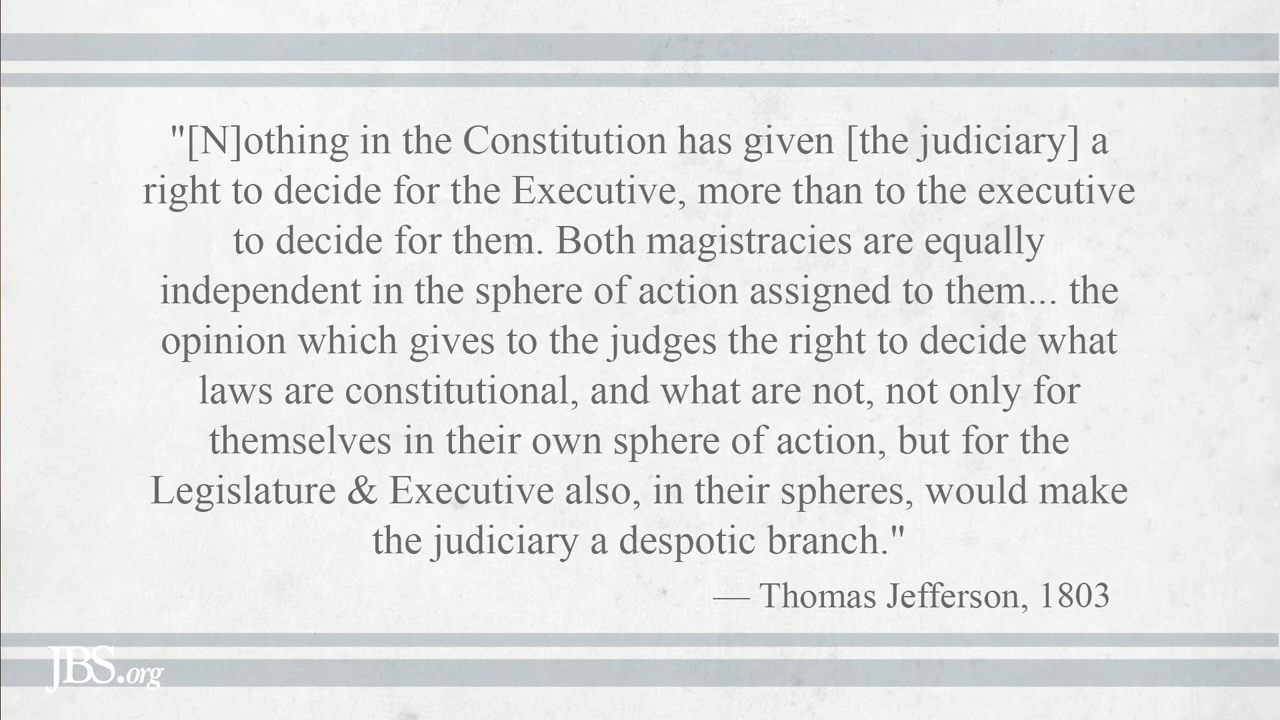 "[N]othing in the Constitution has given [the judiciary] a
right to decide for the Executive, more than to the executive
to decide for them. Both magistracies are equally
independent in the sphere of action assigned to them... the
opinion which gives to the judges the right to decide what
laws are constitutional, and what are not, not only for
themselves in their own sphere of action, but for the
Legislature & Executive also, in their spheres, would make
the judiciary a despotic branch."
— Thomas Jefferson, 1803
JBS.org